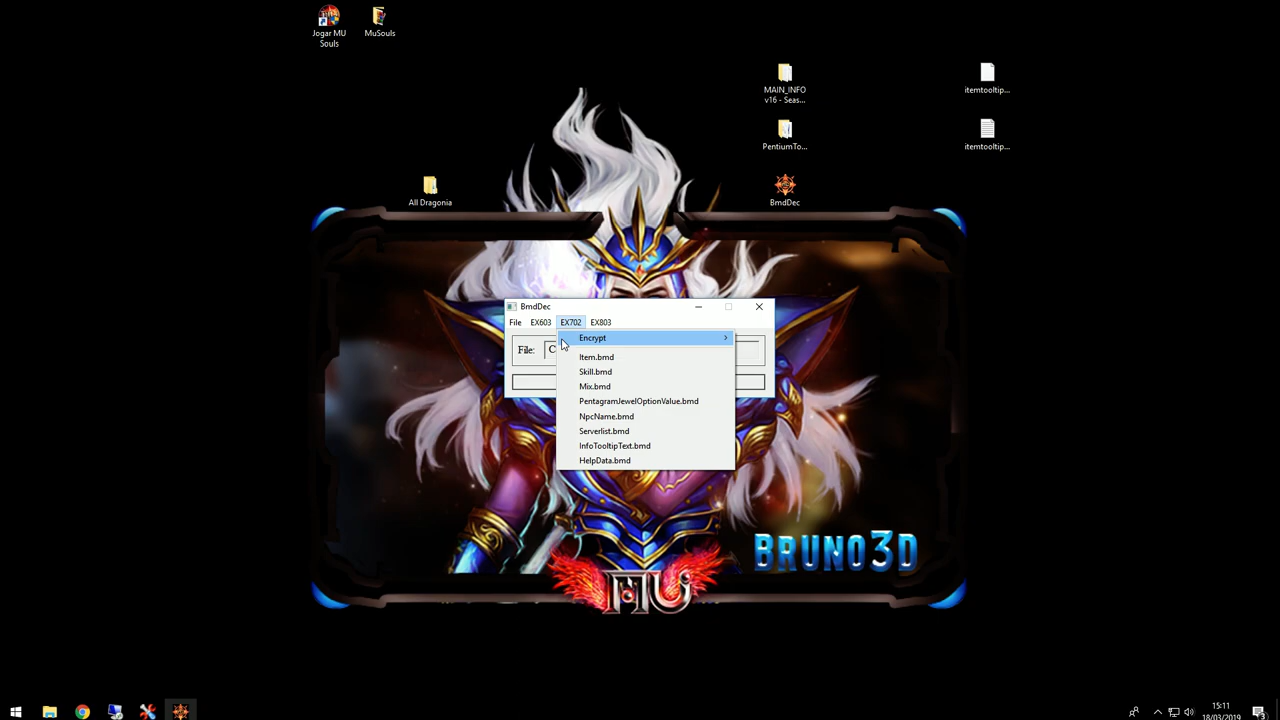 Jogar MU
Souls
MuSouls
MAIN_INFO
v16 - Seas...
itemtooltip...
PentiumTo...
itemtooltip...
All Dragonia
BmdDec
BmdDec
File
EX603
EX702
EX803
File:
C
Encrypt
Item.bmd
Skill.bmd
Mix.bmd
PentagramJewelOptionValue.bmd
NpcName.bmd
Serverlist.bmd
InfoTooltipText.bmd
HelpData.bmd
BRUNO3D
MU
15:11
18/03/2019